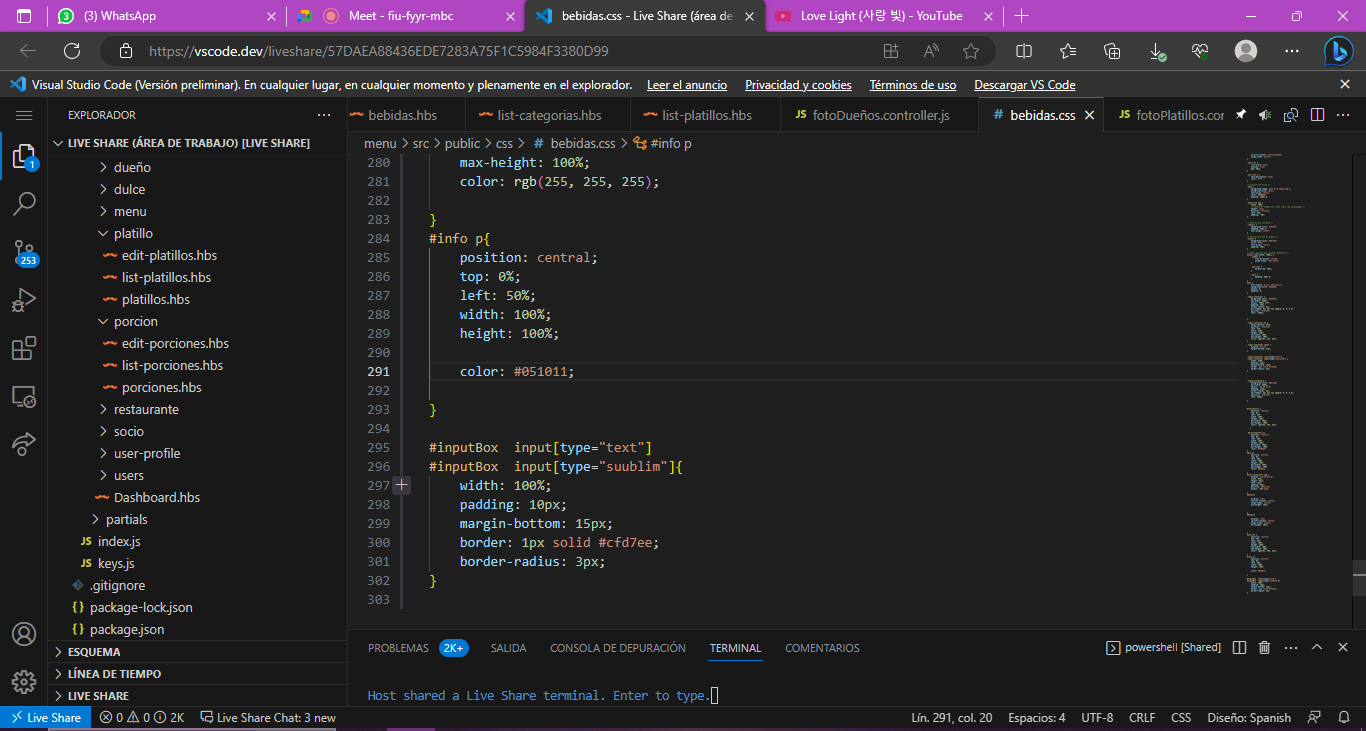 (3) WhatsApp
Meet - fiu-fyyr-mbc
bebidas.css - Live Share (área de
Love Light (사랑 빛) - YouTube
https://vscode.dev/liveshare/57DAEA88436EDE7283A75F1C5984F3380D99
Visual Studio Code (Versión preliminar). En cualquier lugar, en cualquier momento y plenamente en el explorador. Leer el anuncio Privacidad y cookies Términos de uso Descargar VS Code
EXPLORADOR
bebidas.hbs
list-categorias.hbs
list-platillos.hbs
JS fotoDueños.controller.js
# bebidas.css
JS fotoPlatillos.cor
LIVE SHARE (ÁREA DE TRABAJO) [LIVE SHARE]
dueño
dulce
menu
platillo
edit-platillos.hbs
list-platillos.hbs
platillos.hbs
porcion
edit-porciones.hbs
list-porciones.hbs
porciones.hbs
restaurante
socio
user-profile
users
Dashboard.hbs
partials
JS index.js
JS keys.js
.gitignore
{} package-lock.json
{} package.json
ESQUEMA
LÍNEA DE TIEMPO
LIVE SHARE
1
253
menu > src > public > css > # bebidas.css > #info p
280 max-height: 100%;
281 color: rgb(255, 255, 255);
282
283 }
284 #info p{
285 position: central;
286 top: 0%;
287 left: 50%;
288 width: 100%;
289 height: 100%;
290
291 color: #051011;
292
293 }
294
295 #inputBox  input[type="text"]
296 #inputBox  input[type="suublim"]{
297 width: 100%;
298 padding: 10px;
299 margin-bottom: 15px;
300 border: 1px solid #cfd7ee;
301 border-radius: 3px;
302 }
303
PROBLEMAS 2K+ SALIDA CONSOLA DE DEPURACIÓN TERMINAL COMENTARIOS
powershell [Shared]
Host shared a Live Share terminal. Enter to type.
Live Share 0 0 2K Live Share Chat: 3 new
Lín. 291, col. 20 Espacios: 4 UTF-8 CRLF CSS Diseño: Spanish